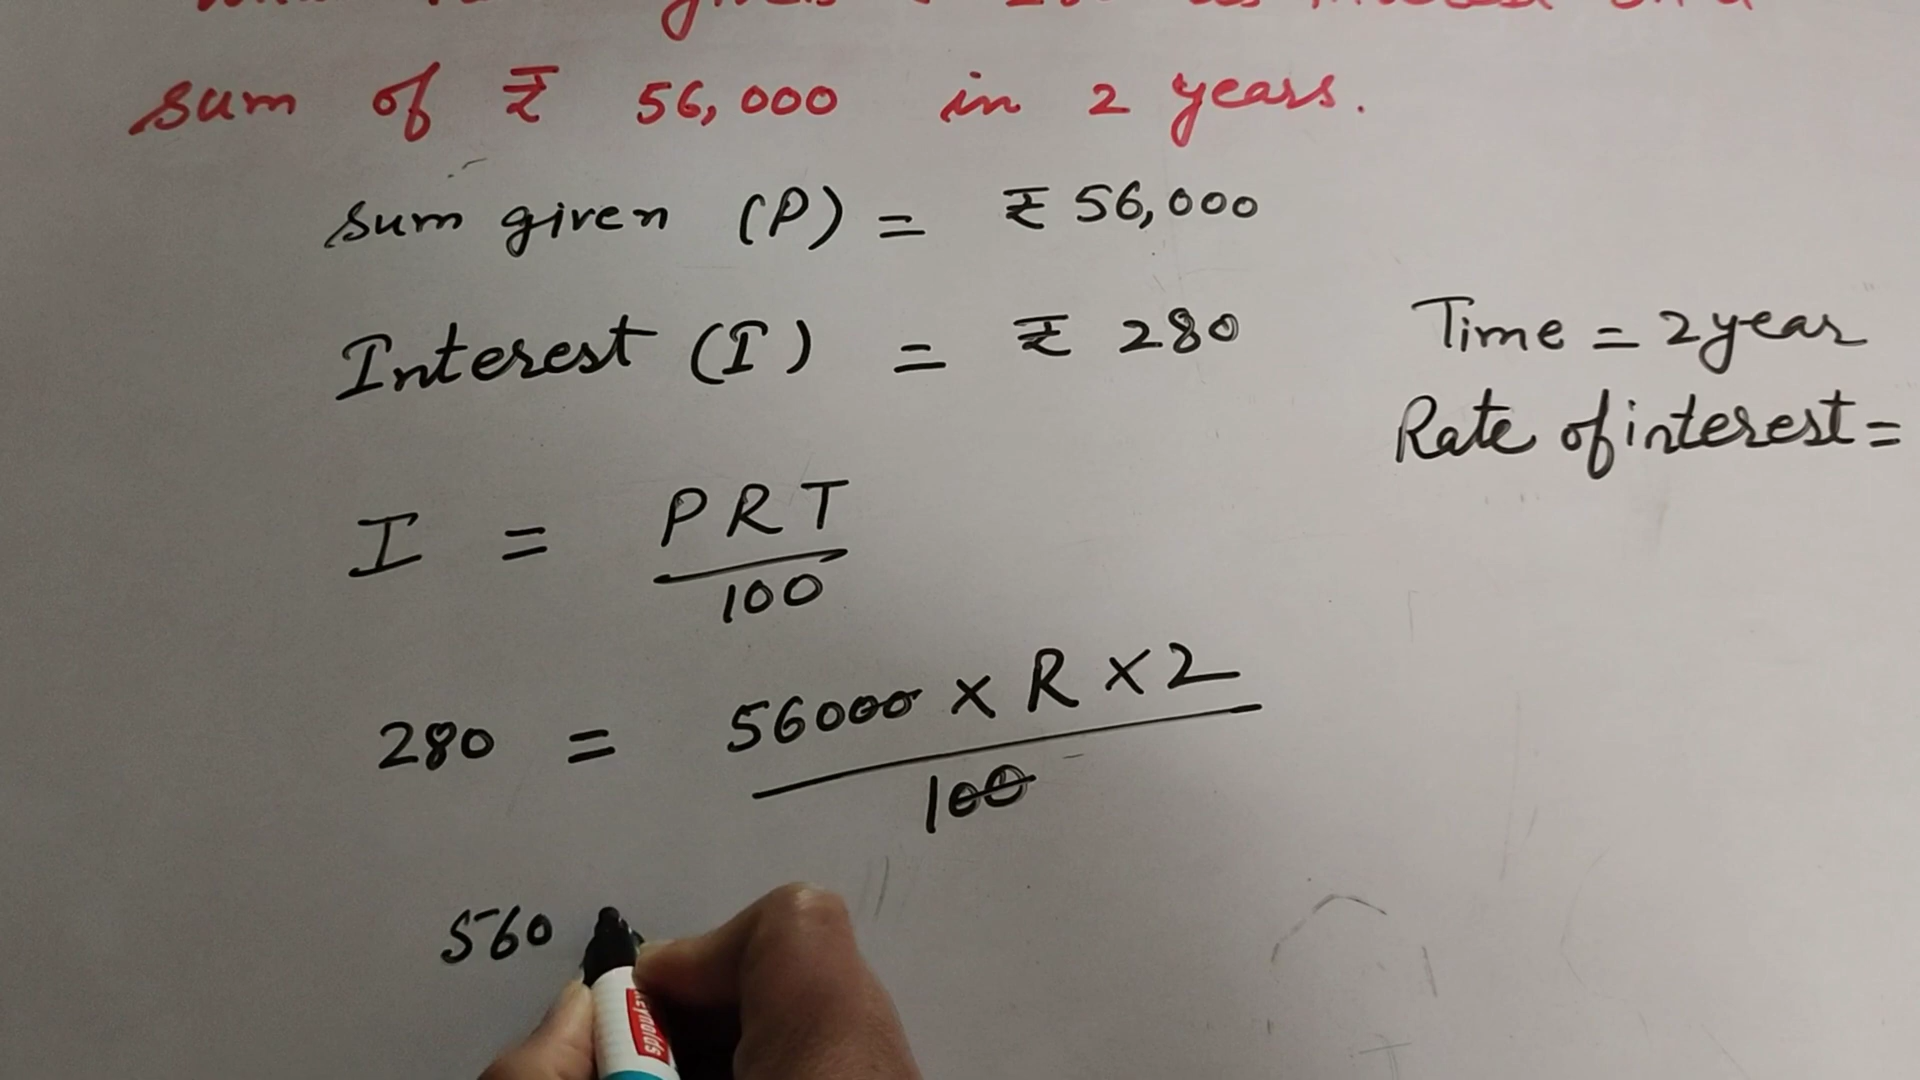 sum of ₹ 56,000 in 2 years.
sum given (P) = ₹ 56,000
Interest (I) = ₹ 280
Time = 2 year
Rate of interest =
I = PRT
100
280 = 56000 × R × 2
100
560
Reynolds